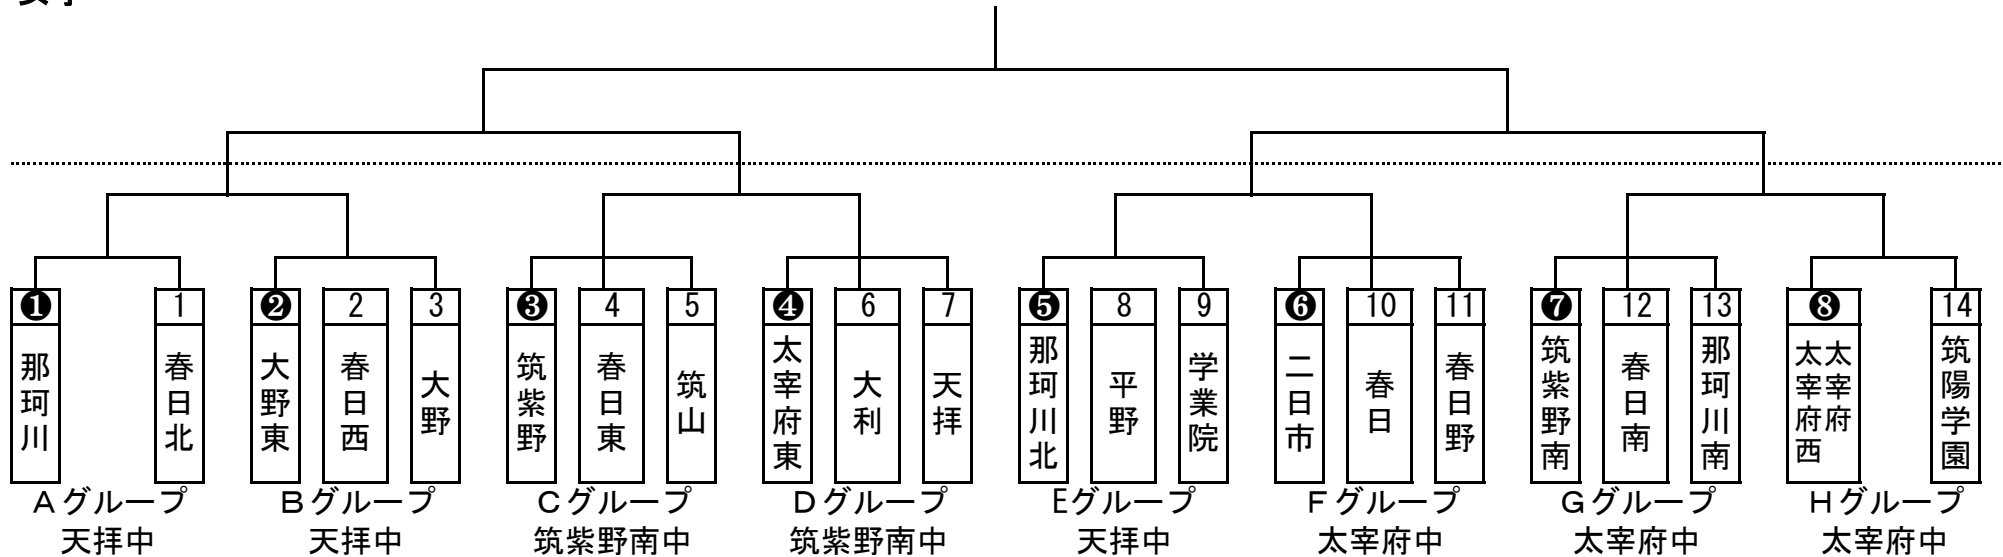 ❶ 1 ❷ 2 3 ❸ 4 5 ❹ 6 7 ❺ 8 9 ❻ 10 11 ❼ 12 13 ❽ 14
那珂川
春日北
大野東
春日西
大野
筑紫野
春日東
筑山
太宰府東
大利
天拝
那珂川北
平野
学業院
二日市
春日
春日野
筑紫野南
春日南
那珂川南
太宰府
太宰府西
筑陽学園
Aグループ Bグループ Cグループ Dグループ Eグループ Fグループ Gグループ Hグループ
天拝中 天拝中 筑紫野南中 筑紫野南中 天拝中 太宰府中 太宰府中 太宰府中